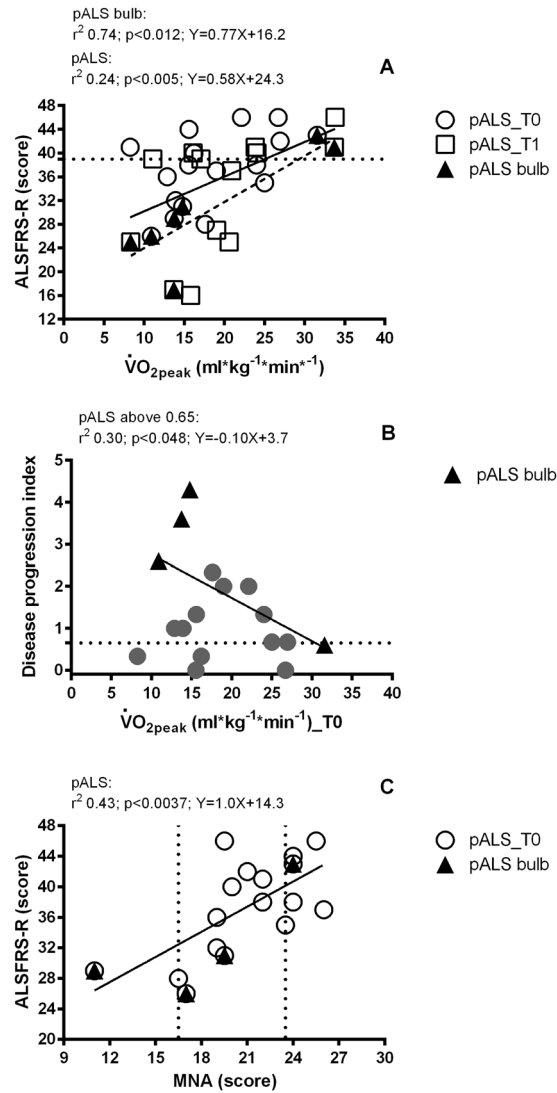 pALS bulb:
r² 0.74; p<0.012; Y=0.77X+16.2
pALS:
r² 0.24; p<0.005; Y=0.58X+24.3
A
48
44
40
36
32
28
24
20
16
12
ALSFRS-R (score)
0 5 10 15 20 25 30 35 40
V̇O2peak (ml*kg⁻¹*min*⁻¹)
pALS_T0
pALS_T1
pALS bulb
pALS above 0.65:
r² 0.30; p<0.048; Y=-0.10X+3.7
B
5
4
3
2
1
0
Disease progression index
0 5 10 15 20 25 30 35 40
V̇O2peak (ml*kg⁻¹*min⁻¹)_T0
pALS bulb
pALS:
r² 0.43; p<0.0037; Y=1.0X+14.3
C
48
44
40
36
32
28
24
20
ALSFRS-R (score)
9 12 15 18 21 24 27 30
MNA (score)
pALS_T0
pALS bulb